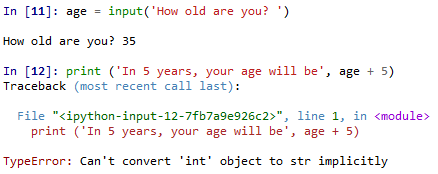 In [11]: age = input('How old are you? ')
How old are you? 35
In [12]: print ('In 5 years, your age will be', age + 5)
Traceback (most recent call last):
File "<ipython-input-12-7fb7a9e926c2>", line 1, in <module>
print ('In 5 years, your age will be', age + 5)
TypeError: Can't convert 'int' object to str implicitly